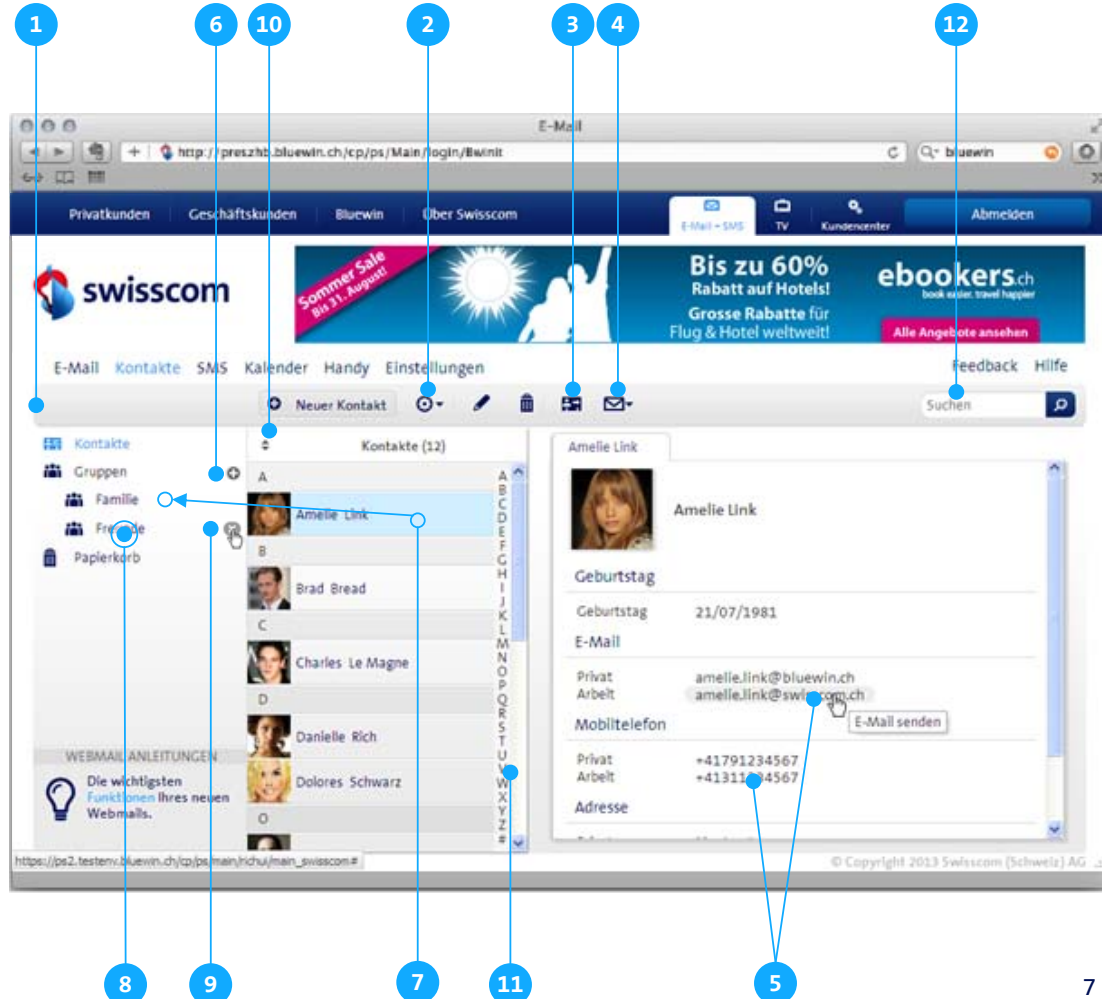 1 6 10 2 3 4 12
E-Mail
http://preszhb.bluewin.ch/cp/ps/Main/login/Bwinit
bluewin
Privatkunden Geschäftskunden Bluewin Über Swisscom E-Mail + SMS TV Kundencenter Abmelden
swisscom
Sommer Sale
Bis 31. August!
Bis zu 60%
Rabatt auf Hotels!
Grosse Rabatte für
Flug & Hotel weltweit!
ebookers.ch
book easier. travel happier
Alle Angebote ansehen
E-Mail Kontakte SMS Kalender Handy Einstellungen Feedback Hilfe
Neuer Kontakt Suchen
Kontakte
Gruppen
Familie
Freunde
Papierkorb
WEBMAIL ANLEITUNGEN
Die wichtigsten
Funktionen Ihres neuen
Webmails.
Kontakte (12)
A
Amelie Link
B
Brad Bread
C
Charles Le Magne
D
Danielle Rich
Dolores Schwarz
O
A
B
C
D
E
F
G
H
I
J
K
L
M
N
O
P
Q
R
S
T
U
V
W
X
Y
Z
#
Amelie Link
Amelie Link
Geburtstag
Geburtstag 21/07/1981
E-Mail
Privat amelie.link@bluewin.ch
Arbeit amelie.link@swisscom.ch
E-Mail senden
Mobiltelefon
Privat +41791234567
Arbeit +41311234567
Adresse
https://ps2.testenv.bluewin.ch/cp/ps/main/richui/main_swisscom#
© Copyright 2013 Swisscom (Schweiz) AG
8 9 7 11 5
7